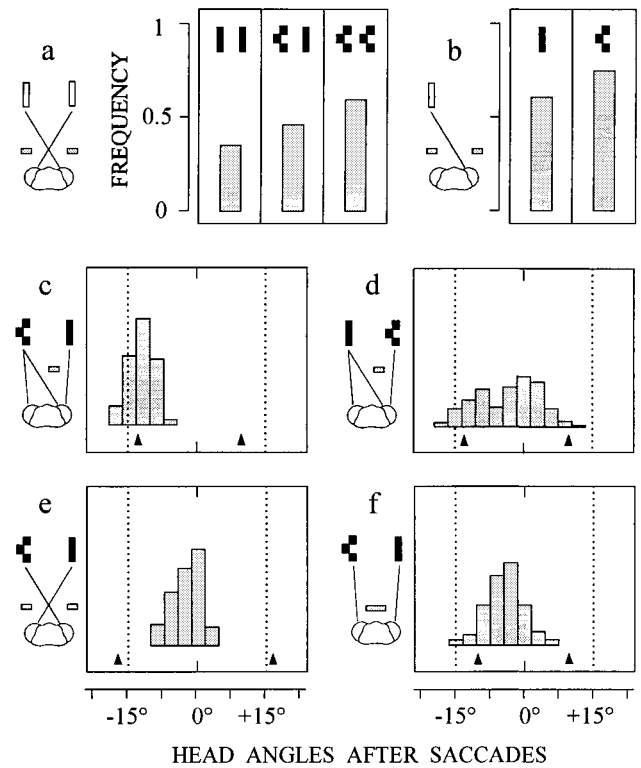 a
b
FREQUENCY
1
0.5
0
c
d
e
f
-15° 0° +15°
-15° 0° +15°
HEAD ANGLES AFTER SACCADES